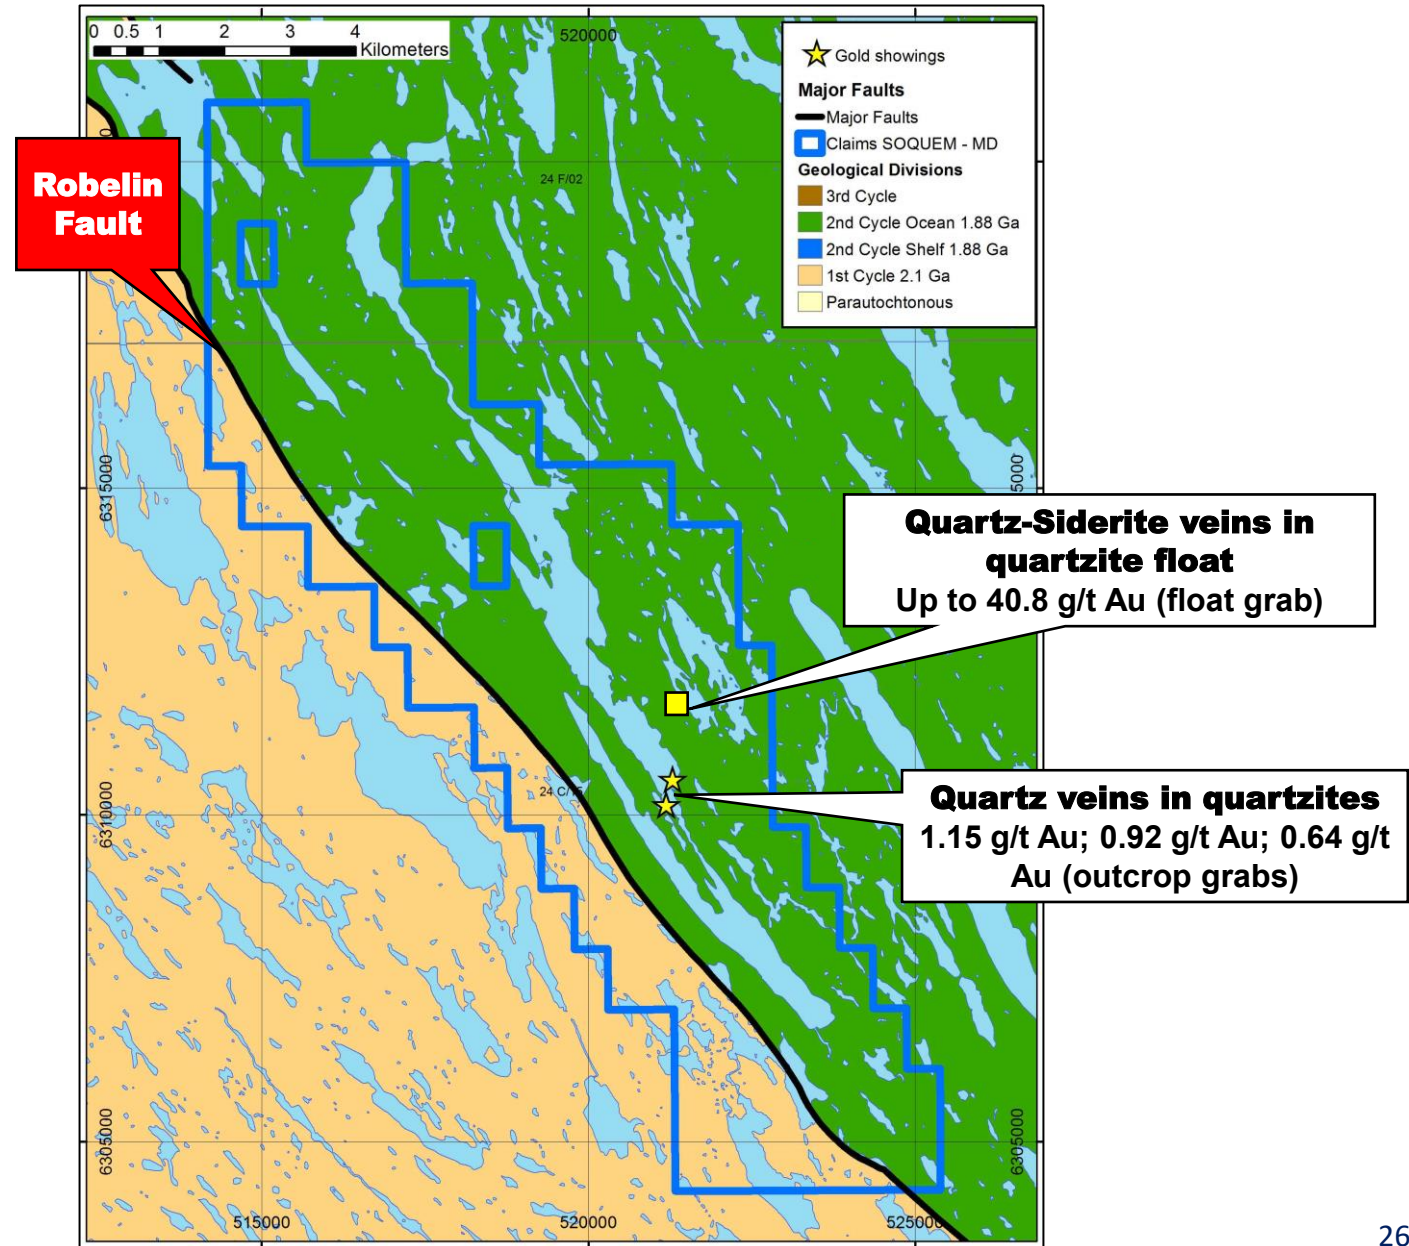 0 0.5 1 2 3 4
Kilometers
520000
Gold showings
Major Faults
Major Faults
Claims SOQUEM - MD
Geological Divisions
3rd Cycle
2nd Cycle Ocean 1.88 Ga
2nd Cycle Shelf 1.88 Ga
1st Cycle 2.1 Ga
Parautochtonous
24 F/02
Robelin
Fault
6315000
5000
Quartz-Siderite veins in
quartzite float
Up to 40.8 g/t Au (float grab)
24 C/15
6310000
Quartz veins in quartzites
1.15 g/t Au; 0.92 g/t Au; 0.64 g/t
Au (outcrop grabs)
6305000
6305000
515000
520000
525000
26